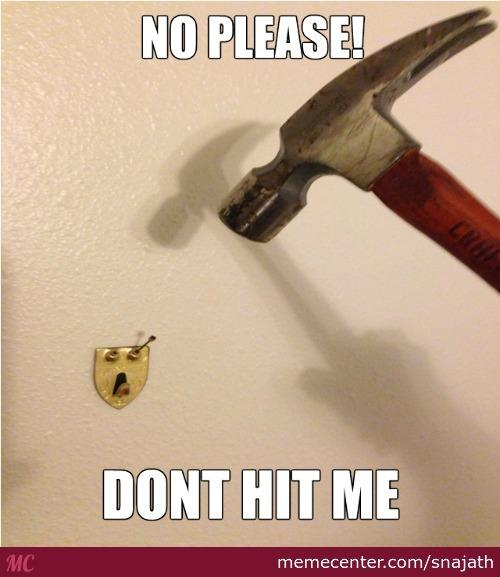 NO PLEASE!
DONT HIT ME
MC
memecenter.com/snajath